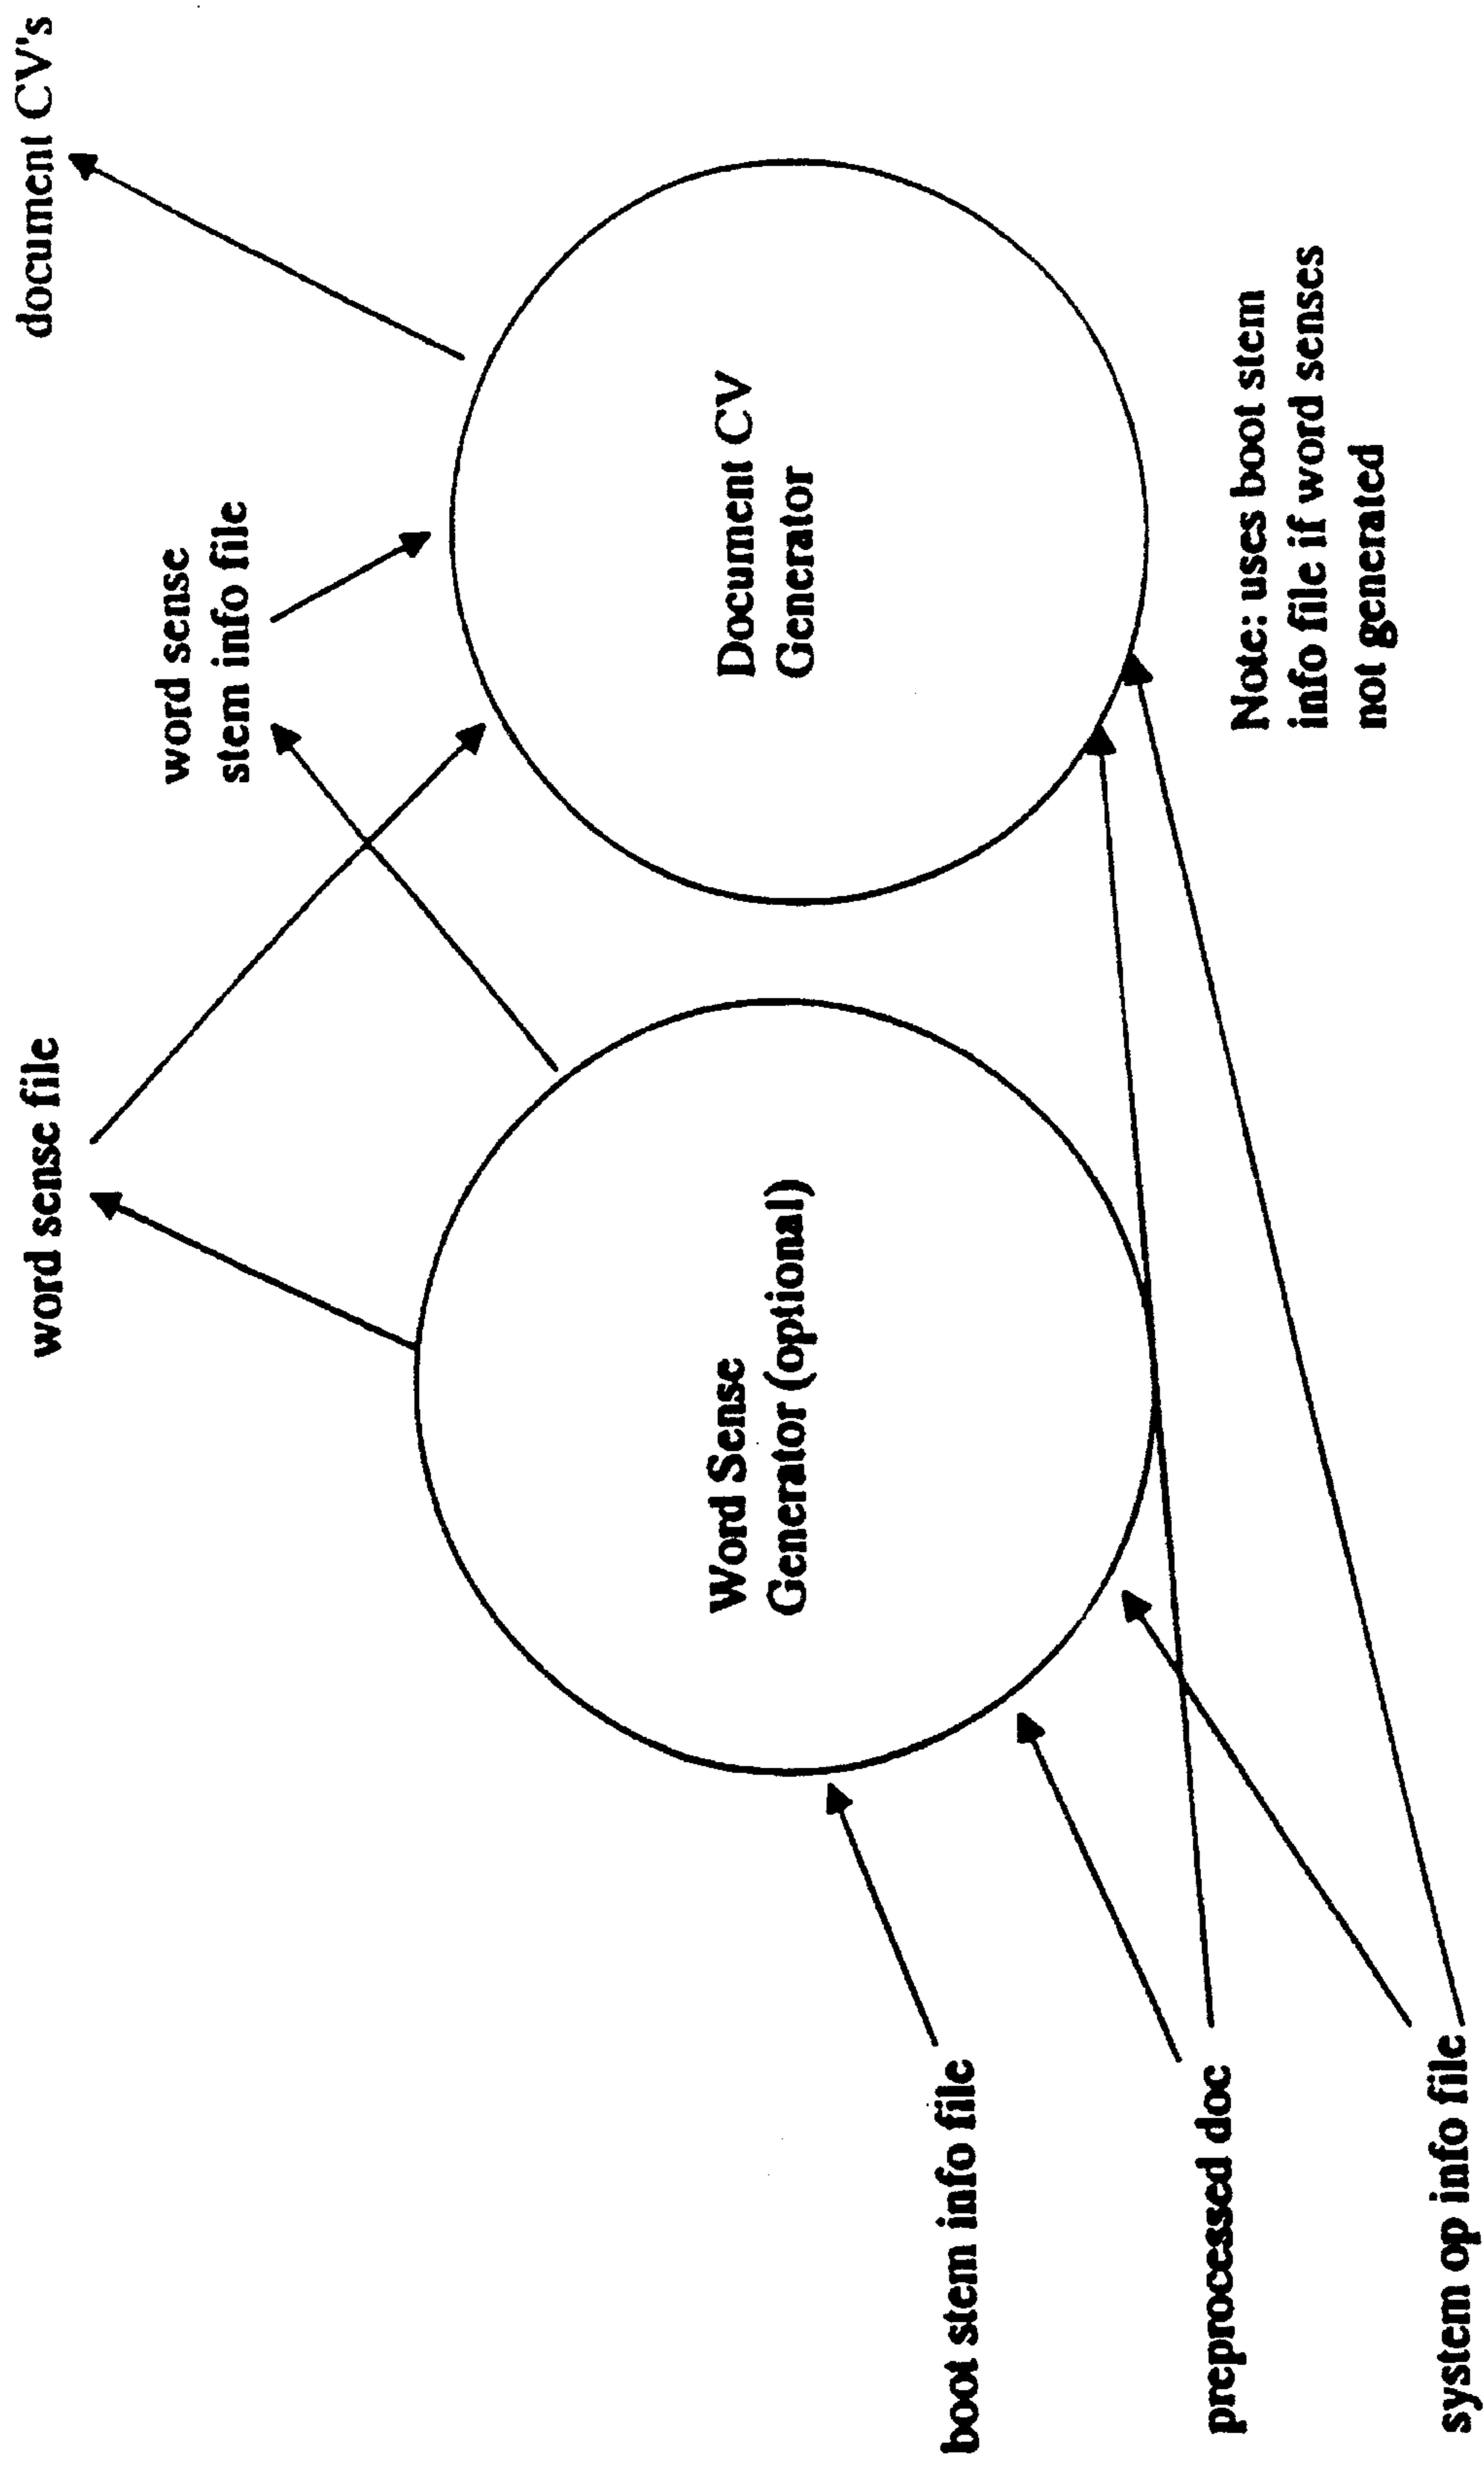 document CV's
word sense file
word sense
stem info file
Document CV
Generator
Word Sense
Generator (optional)
boot stem info file
preprocessed doc
system op info file
Note: uses boot stem
info file if word senses
not generated